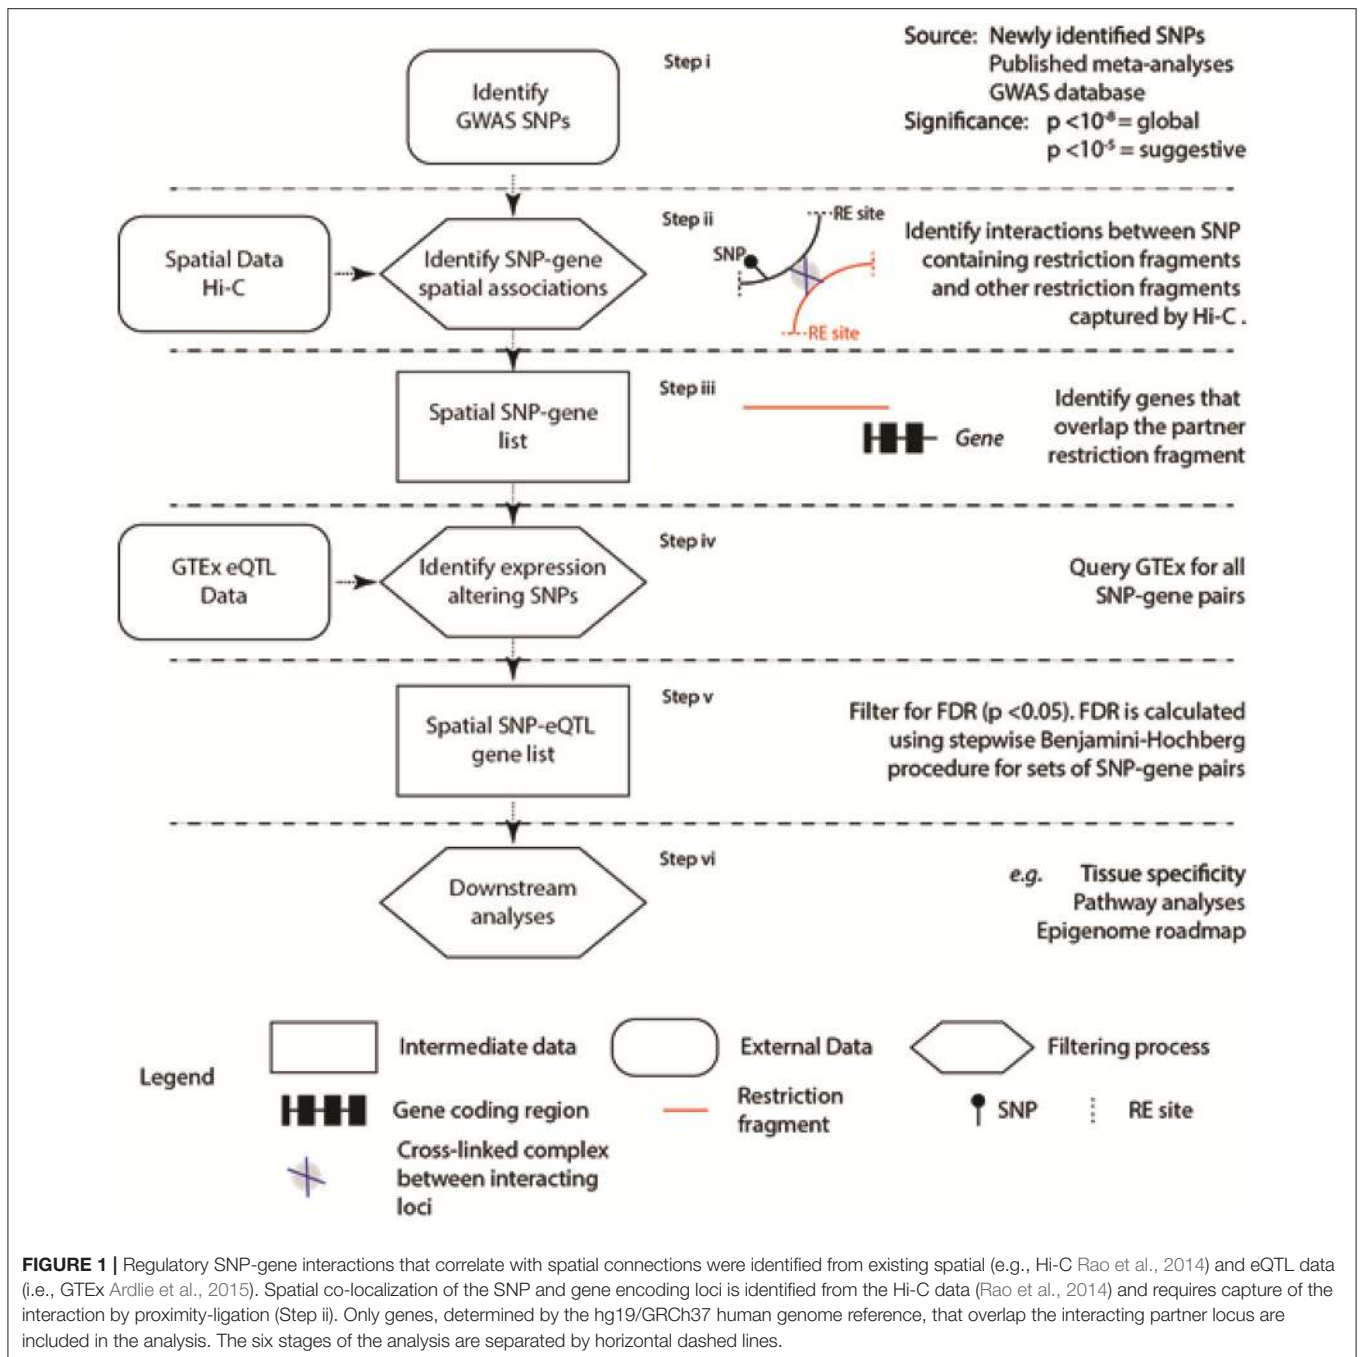 Identify
GWAS SNPs
Step i
Source: Newly identified SNPs
Published meta-analyses
GWAS database
Significance: p <10⁻⁸ = global
p <10⁻⁵ = suggestive
Spatial Data
Hi-C
Identify SNP-gene
spatial associations
Step ii
SNP
RE site
RE site
Identify interactions between SNP
containing restriction fragments
and other restriction fragments
captured by Hi-C .
Spatial SNP-gene
list
Step iii
Gene
Identify genes that
overlap the partner
restriction fragment
GTEx eQTL
Data
Identify expression
altering SNPs
Step iv
Query GTEx for all
SNP-gene pairs
Spatial SNP-eQTL
gene list
Step v
Filter for FDR (p <0.05). FDR is calculated
using stepwise Benjamini-Hochberg
procedure for sets of SNP-gene pairs
Downstream
analyses
Step vi
e.g. Tissue specificity
Pathway analyses
Epigenome roadmap
Legend
Intermediate data
External Data
Filtering process
Gene coding region
Restriction
fragment
SNP
RE site
Cross-linked complex
between interacting
loci
FIGURE 1 | Regulatory SNP-gene interactions that correlate with spatial connections were identified from existing spatial (e.g., Hi-C Rao et al., 2014) and eQTL data
(i.e., GTEx Ardlie et al., 2015). Spatial co-localization of the SNP and gene encoding loci is identified from the Hi-C data (Rao et al., 2014) and requires capture of the
interaction by proximity-ligation (Step ii). Only genes, determined by the hg19/GRCh37 human genome reference, that overlap the interacting partner locus are
included in the analysis. The six stages of the analysis are separated by horizontal dashed lines.